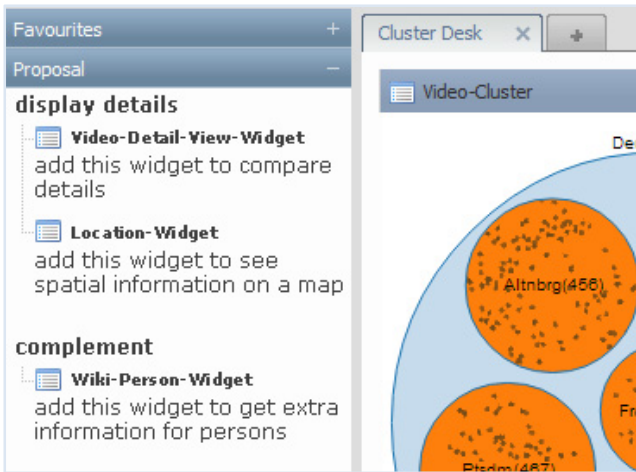 Favourites +
Proposal −
display details
Video-Detail-View-Widget
add this widget to compare
details
Location-Widget
add this widget to see
spatial information on a map
complement
Wiki-Person-Widget
add this widget to get extra
information for persons
Cluster Desk × +
Video-Cluster
Altnbrg(456)
Ptsdm(467)